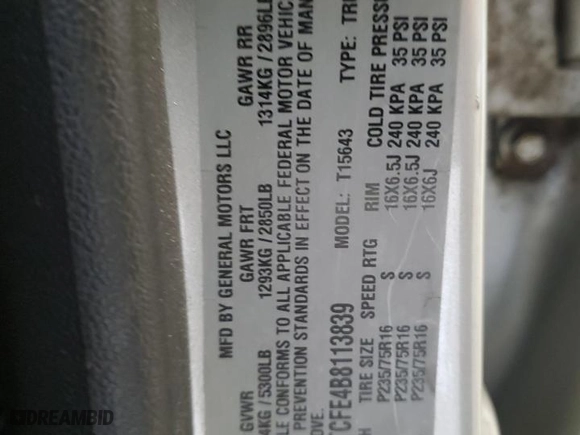 MFD BY GENERAL MOTORS LLC
GVWR GAWR FRT GAWR RR
4KG / 5300LB 1293KG / 2850LB 1314KG / 2896L
LE CONFORMS TO ALL APPLICABLE FEDERAL MOTOR VEHIC
PREVENTION STANDARDS IN EFFECT ON THE DATE OF MAN
OVE.
CFE4B8113839 MODEL: T15643 TYPE: TR
TIRE SIZE SPEED RTG RIM COLD TIRE PRESS
P235/75R16 S 16X6.5J 240 KPA 35 PSI
P235/75R16 S 16X6.5J 240 KPA 35 PSI
P235/75R16 S 16X6J 240 KPA 35 PSI
DREAMBID